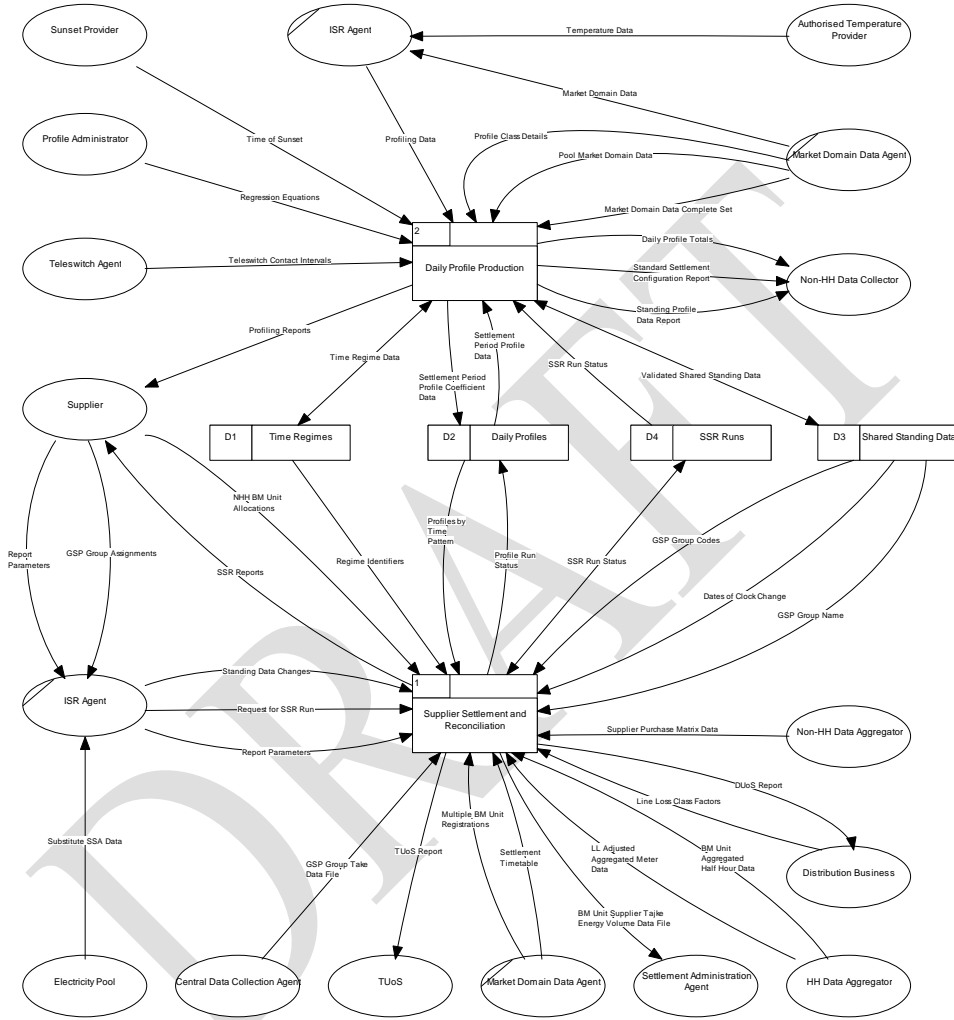 Sunset Provider
ISR Agent
Authorised Temperature
Provider
Temperature Data
Market Domain Data
Profile Administrator
Time of Sunset
Profiling Data
Profile Class Details
Pool Market Domain Data
Market Domain Data Agent
Regression Equations
Market Domain Data Complete Set
2
Daily Profile Production
Daily Profile Totals
Teleswitch Agent
Teleswitch Contact Intervals
Standard Settlement
Configuration Report
Non-HH Data Collector
Standing Profile
Data Report
Profiling Reports
Time Regime Data
Settlement
Period Profile
Data
SSR Run Status
Settlement Period
Profile Coefficient
Data
Validated Shared Standing Data
Supplier
D1 Time Regimes
D2 Daily Profiles
D4 SSR Runs
D3 Shared Standing Data
NHH BM Unit
Allocations
Report
Parameters
GSP Group Assignments
SSR Reports
Regime Identifiers
Profiles by
Time
Pattern
Profile Run
Status
SSR Run Status
GSP Group Codes
Dates of Clock Change
GSP Group Name
ISR Agent
Standing Data Changes
Request for SSR Run
Report Parameters
1
Supplier Settlement and
Reconciliation
Supplier Purchase Matrix Data
Non-HH Data Aggregator
DUoS Report
Line Loss Class Factors
Substitute SSA Data
GSP Group Take
Data File
TUoS Report
Multiple BM Unit
Registrations
Settlement
Timetable
LL Adjusted
Aggregated Meter
Data
BM Unit
Aggregated
Half Hour Data
Distribution Business
BM Unit Supplier Tajke
Energy Volume Data File
Electricity Pool
Central Data Collection Agent
TUoS
Market Domain Data Agent
Settlement Administration
Agent
HH Data Aggregator
DRAFT